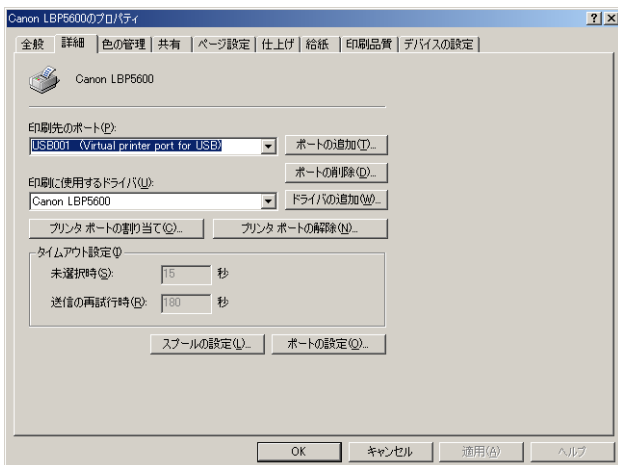 Canon LBP5600のプロパティ
全般 詳細 色の管理 共有 ページ設定 仕上げ 給紙 印刷品質 デバイスの設定
Canon LBP5600
印刷先のポート(P):
USB001 (Virtual printer port for USB) ポートの追加(T)...
ポートの削除(D)...
印刷に使用するドライバ(U):
Canon LBP5600 ドライバの追加(W)...
プリンタ ポートの割り当て(C)... プリンタ ポートの解除(N)...
タイムアウト設定(I)
未選択時(S): 15 秒
送信の再試行時(R): 180 秒
スプールの設定(L)... ポートの設定(O)...
OK キャンセル 適用(A) ヘルプ